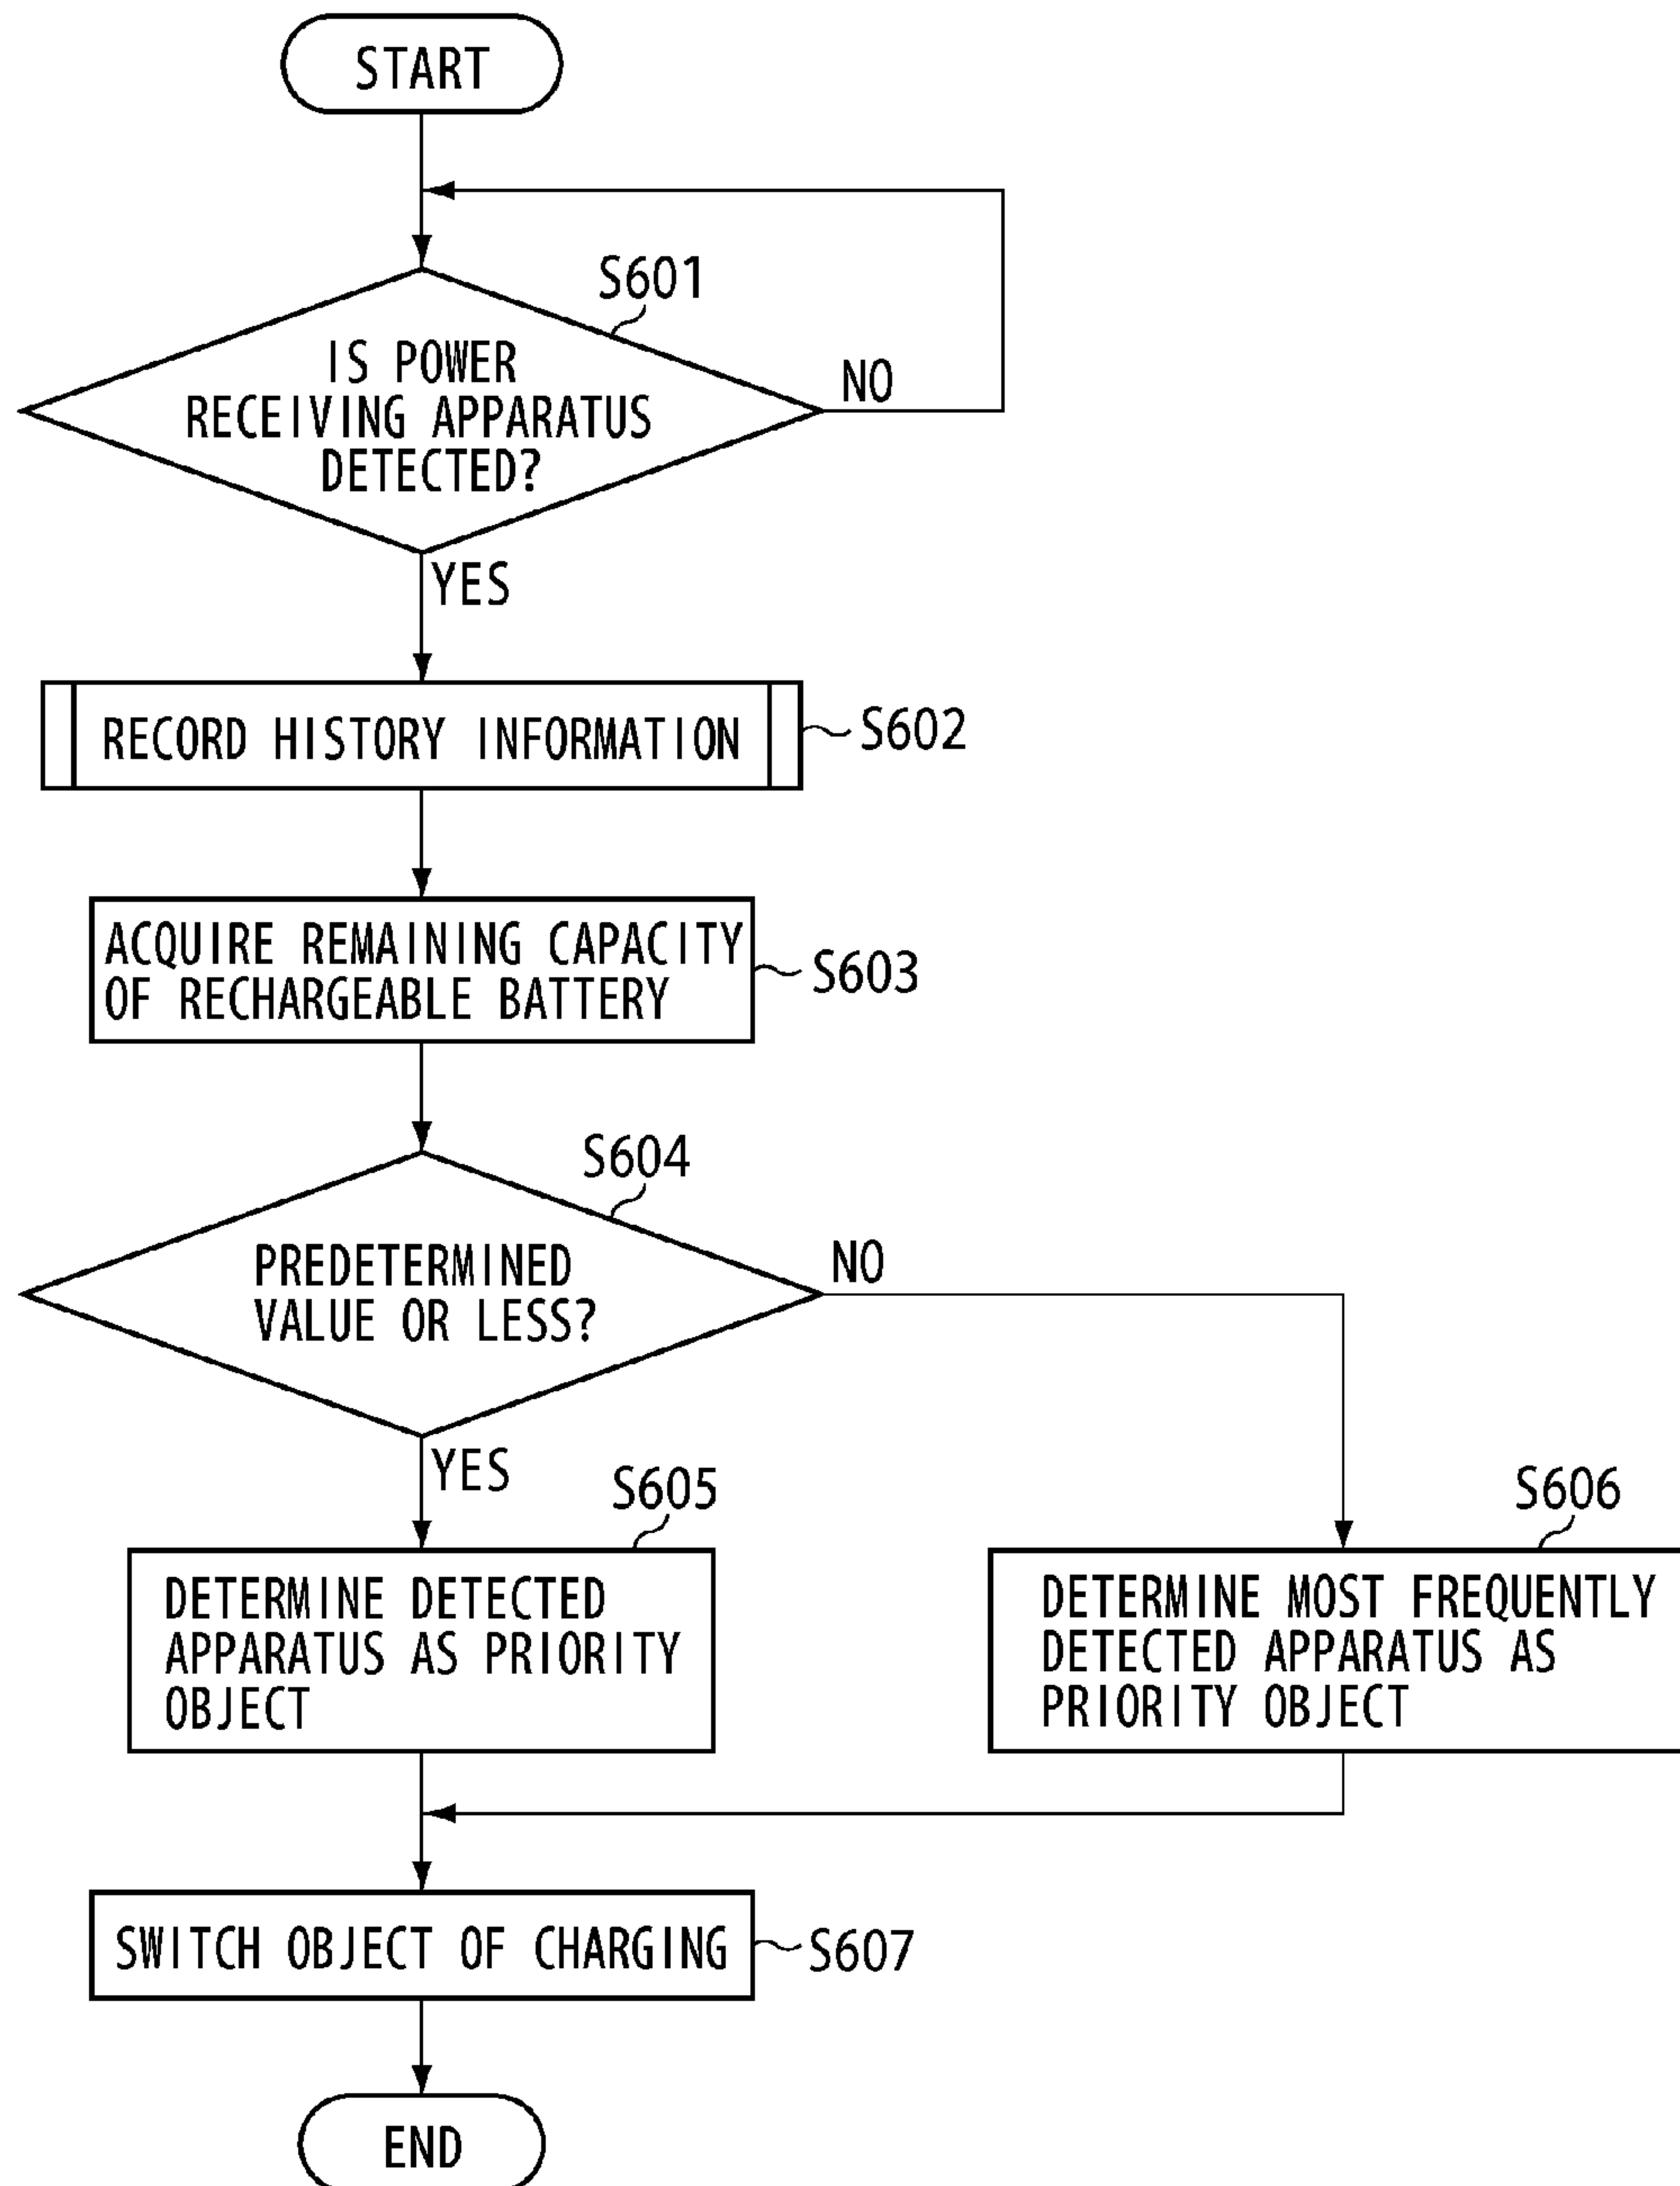 START
S601
IS POWER
RECEIVING APPARATUS
DETECTED?
NO
YES
RECORD HISTORY INFORMATION
S602
ACQUIRE REMAINING CAPACITY
OF RECHARGEABLE BATTERY
S603
S604
PREDETERMINED
VALUE OR LESS?
NO
YES
S605
DETERMINE DETECTED
APPARATUS AS PRIORITY
OBJECT
S606
DETERMINE MOST FREQUENTLY
DETECTED APPARATUS AS
PRIORITY OBJECT
SWITCH OBJECT OF CHARGING
S607
END